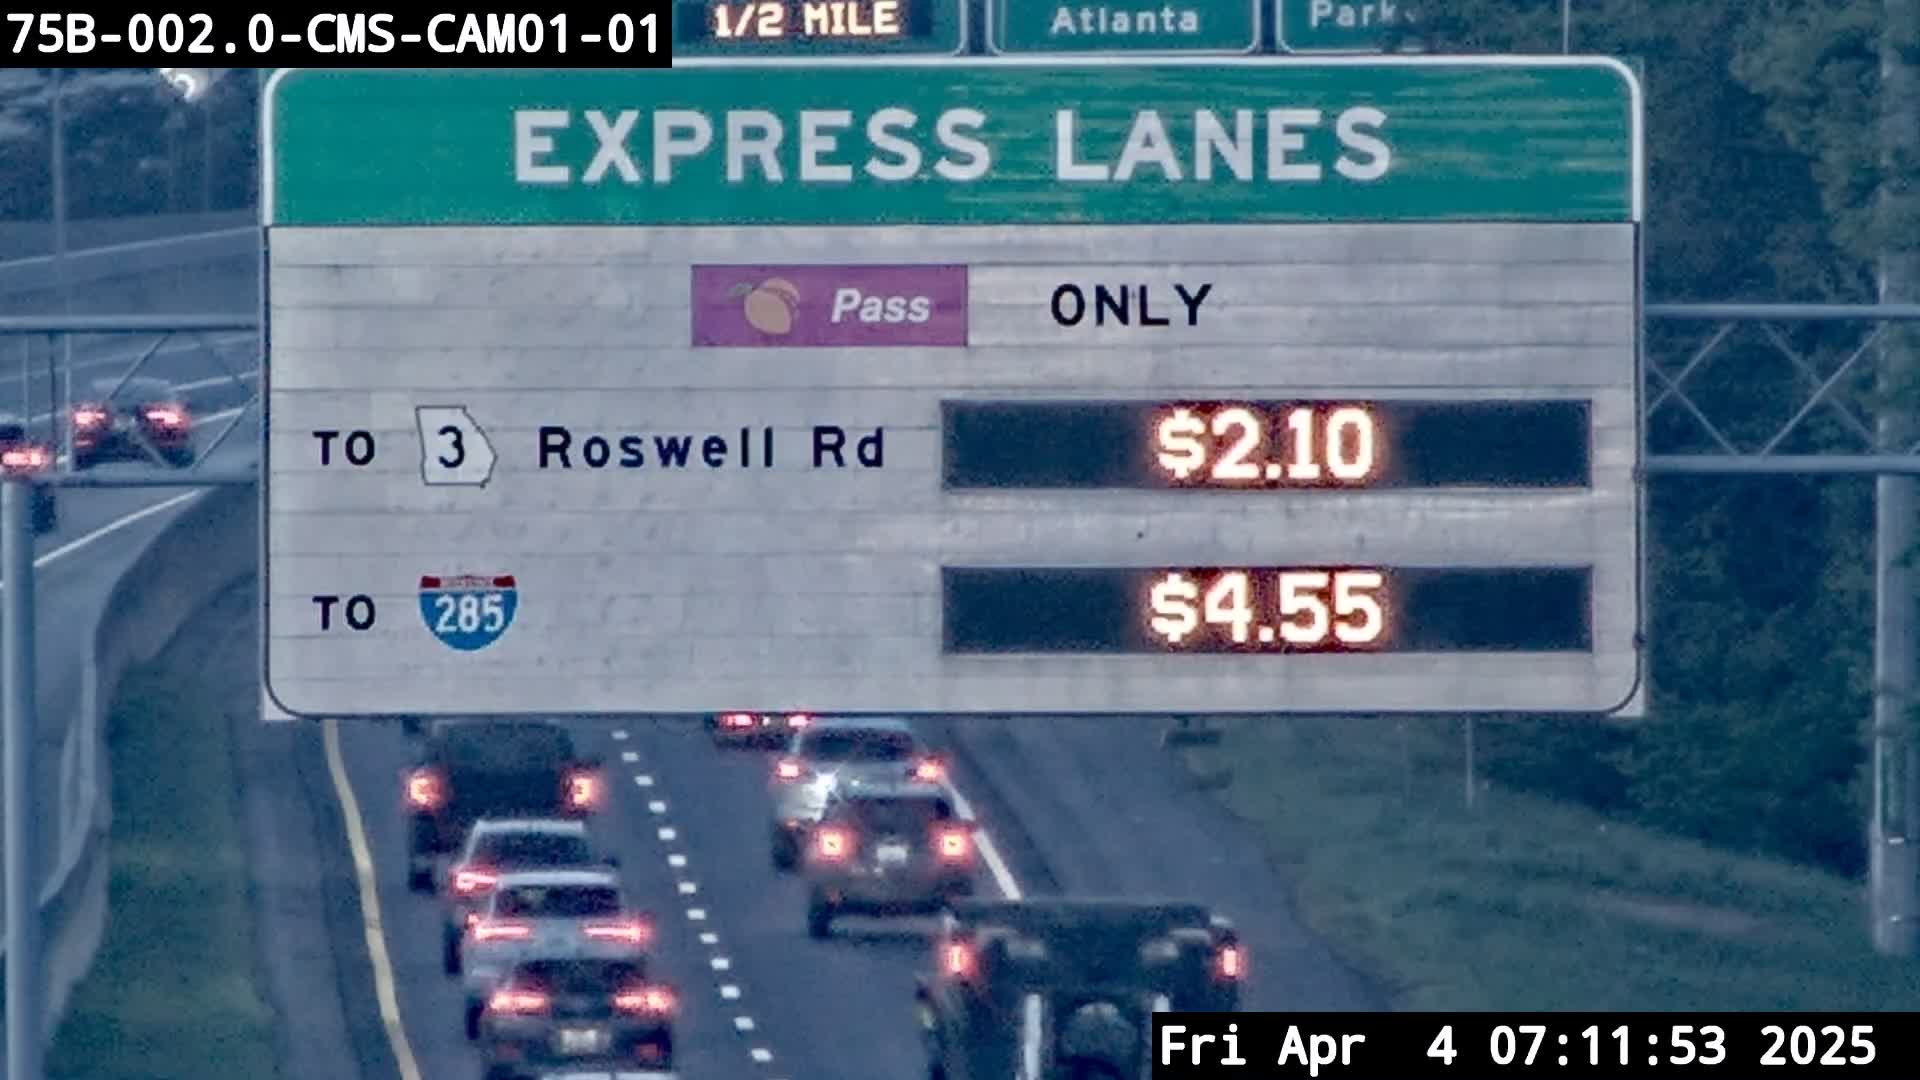 75B-002.0-CMS-CAM01-01
1/2 MILE
Atlanta
Park
EXPRESS LANES
Pass ONLY
TO 3 Roswell Rd $2.10
TO 285 $4.55
Fri Apr 4 07:11:53 2025